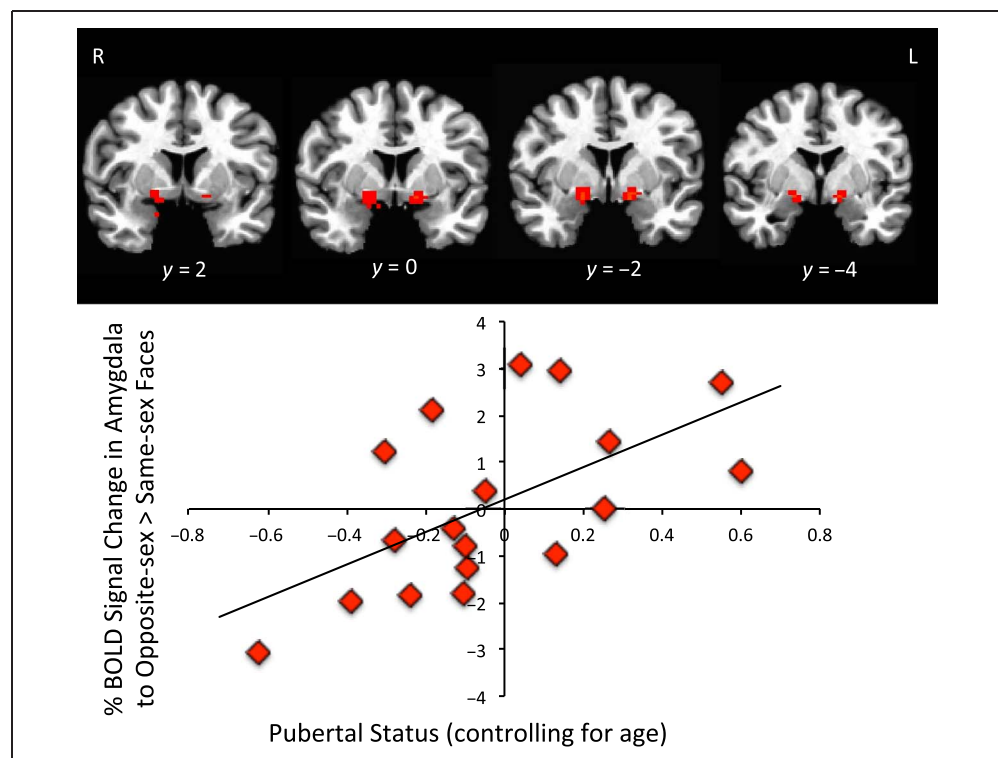 R L
y = 2 y = 0 y = −2 y = −4
% BOLD Signal Change in Amygdala
to Opposite-sex > Same-sex Faces
4
3
2
1
0
−0.8 −0.6 −0.4 −0.2 0 0.2 0.4 0.6 0.8
−1
−2
−3
−4
Pubertal Status (controlling for age)